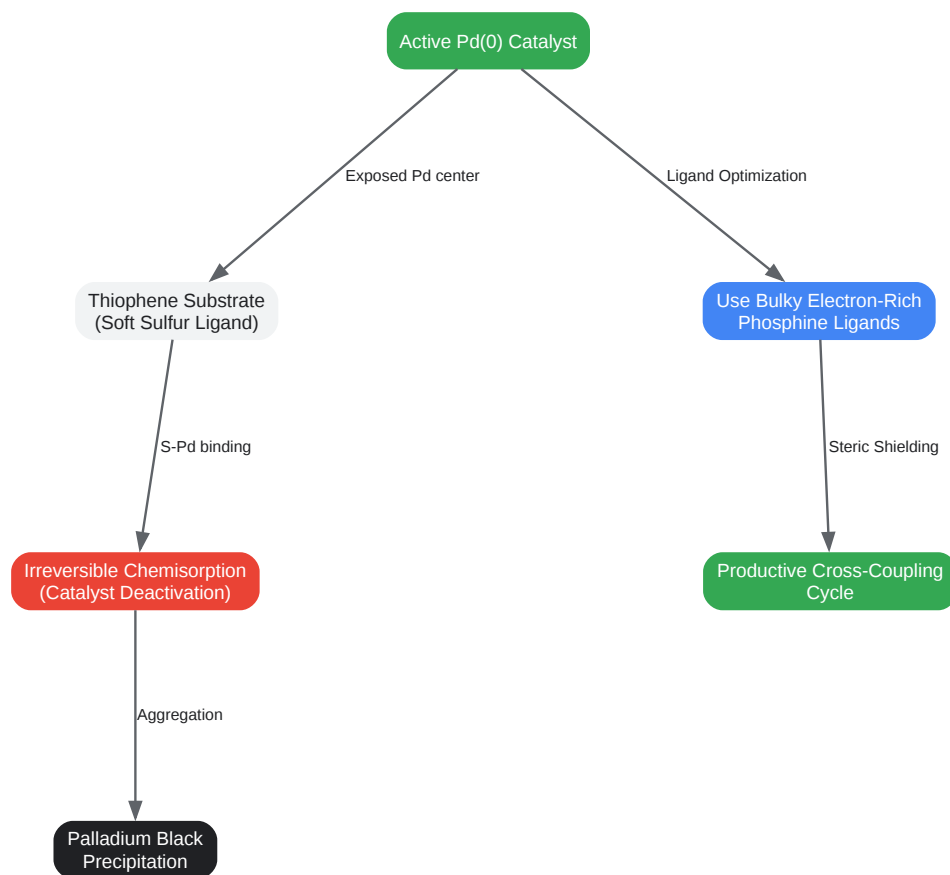 Active Pd(0) Catalyst
Exposed Pd center
Ligand Optimization
Thiophene Substrate
(Soft Sulfur Ligand)
Use Bulky Electron-Rich
Phosphine Ligands
S-Pd binding
Steric Shielding
Irreversible Chemisorption
(Catalyst Deactivation)
Productive Cross-Coupling
Cycle
Aggregation
Palladium Black
Precipitation